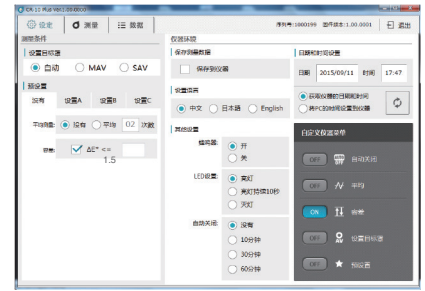 CR-10 Plus Ver1.00.0000
设定 测量 数据
序列号:1000199 固件版本:1.00.0001 退出
测量条件
设置目标器
自动 MAV SAV
预设置
没有 设置A 设置B 设置C
平均测量: 没有 平均 02 次数
容差: ΔE* <=
1.5
仪器环境
保存测量数据
保存到仪器
设置语言
中文 日本語 English
其他设置
蜂鸣器: 开
关
LED设置: 亮灯
亮灯持续10秒
灭灯
自动关闭: 没有
10分钟
30分钟
60分钟
日期和时间设置
日期 2015/09/11 时间 17:47
获取仪器的日期和时间
将PC的时间设置到仪器
自定义仪器菜单
OFF 自动关闭
OFF 平均
ON 容差
OFF 设置目标器
OFF 预设置